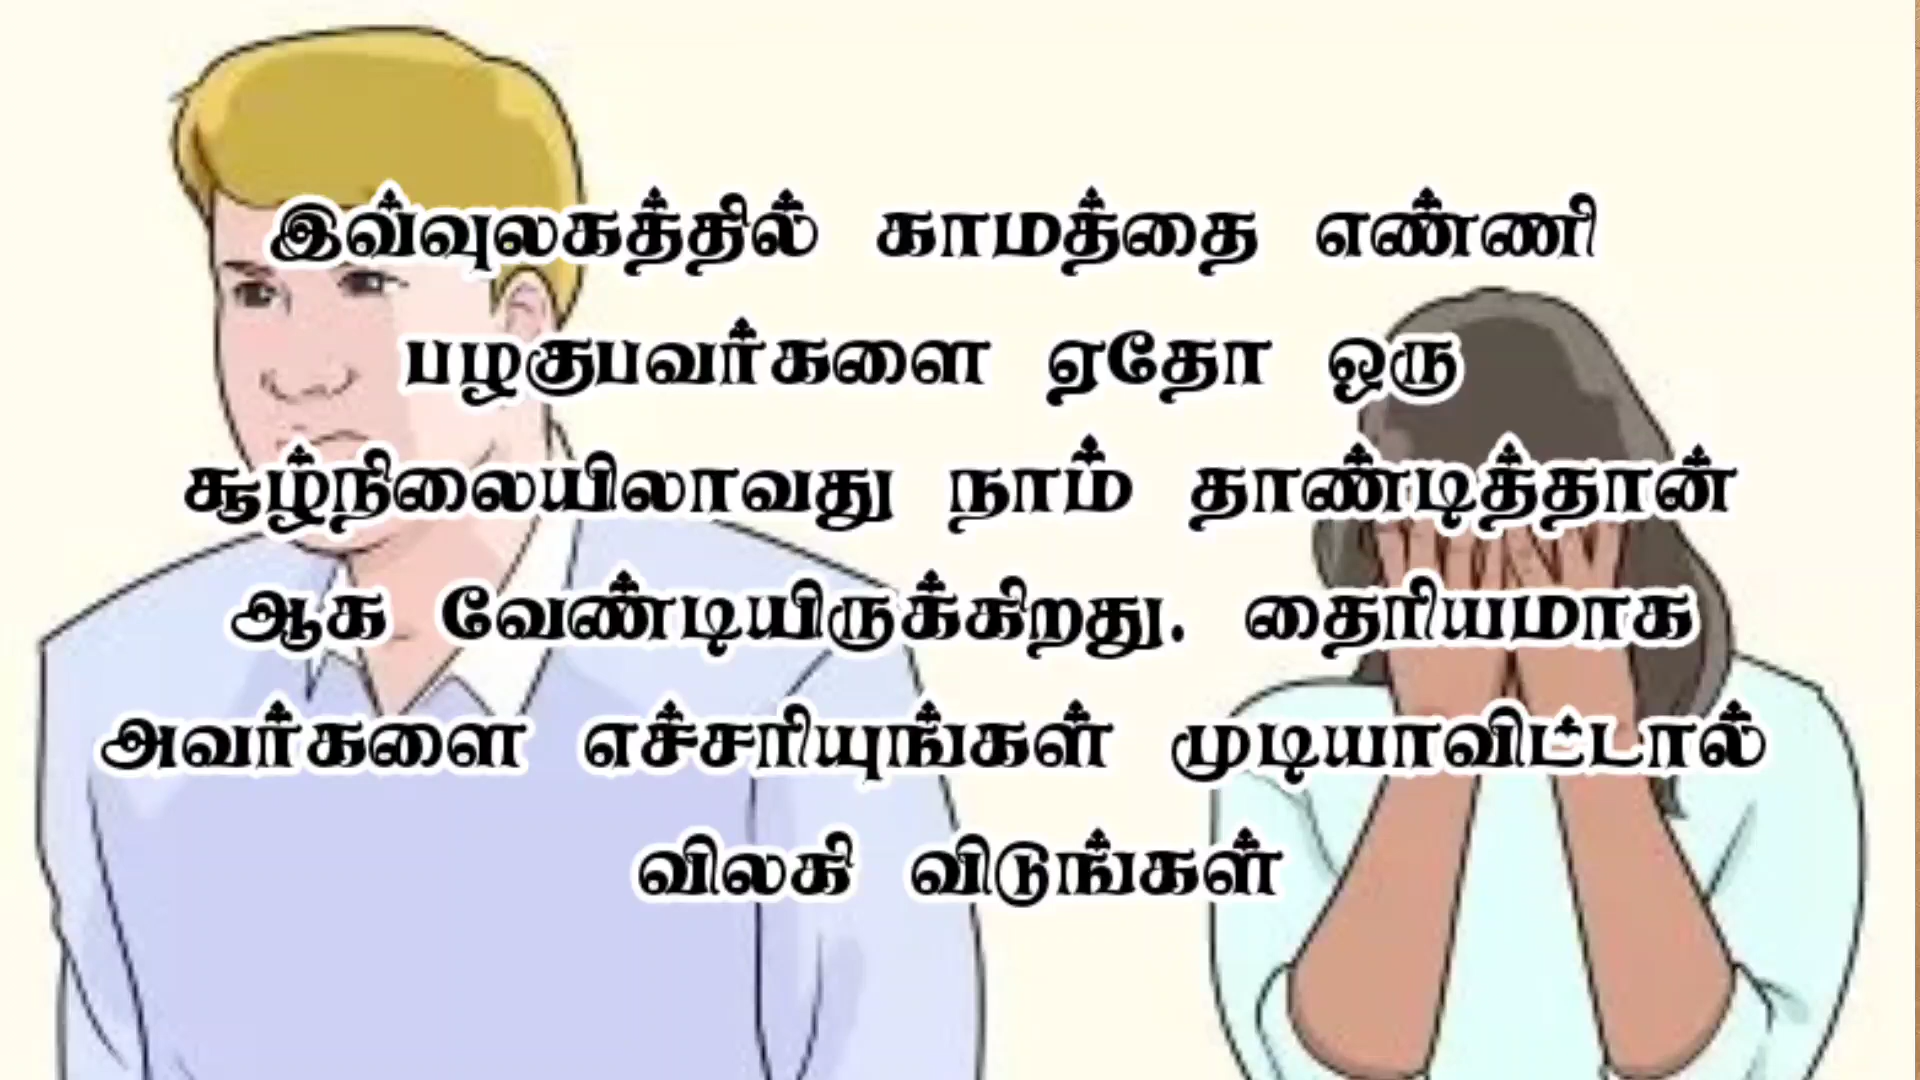 இவ்வுலகத்தில் காமத்தை எண்ணி
பழகுபவர்களை ஏதோ ஒரு
சூழ்நிலையிலாவது நாம் தாண்டித்தான்
ஆக வேண்டியிருக்கிறது. தைரியமாக
அவர்களை எச்சரியுங்கள் முடியாவிட்டால்
விலகி விடுங்கள்